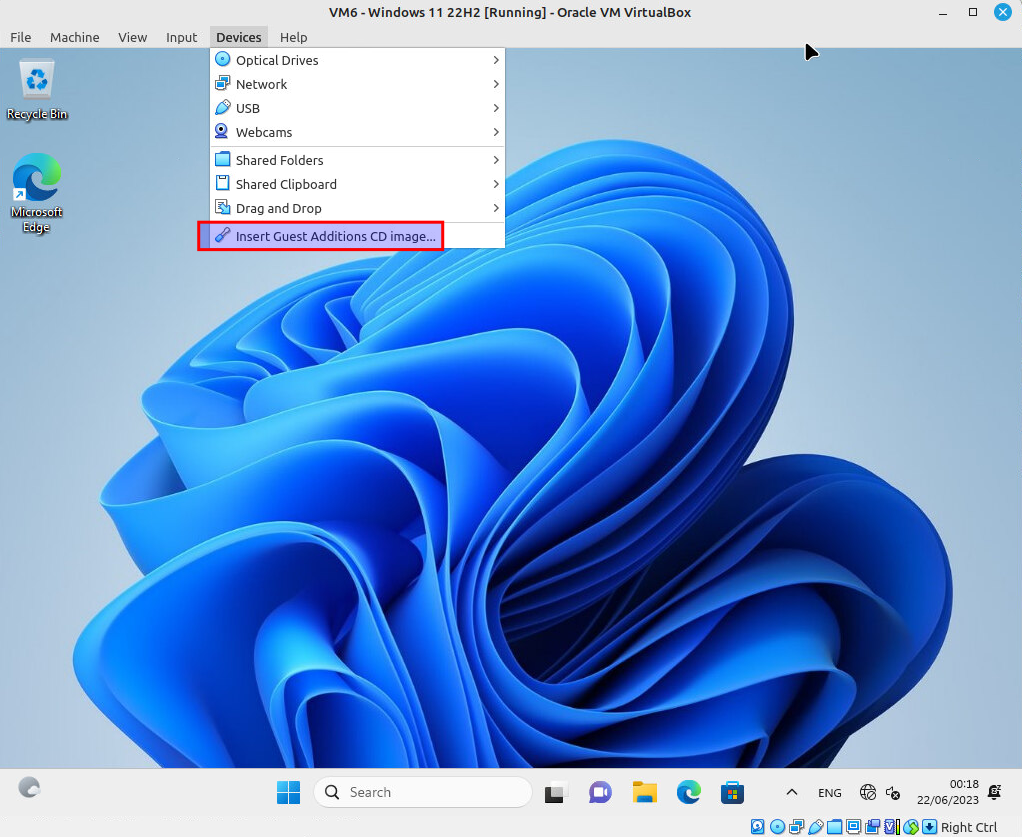 VM6 - Windows 11 22H2 [Running] - Oracle VM VirtualBox
File Machine View Input Devices Help
Optical Drives
Network
USB
Webcams
Shared Folders
Shared Clipboard
Drag and Drop
Insert Guest Additions CD image...
Recycle Bin
Microsoft
Edge
Search
ENG
00:18
22/06/2023
Right Ctrl